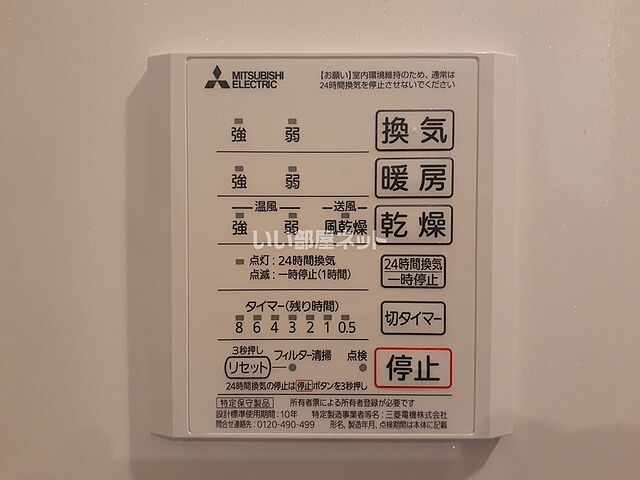 MITSUBISHI
ELECTRIC
【お願い】室内環境維持のため、通常は
24時間換気を停止させないでください
強 弱 換気
強 弱 暖房
温風 送風
強 弱 風乾燥 乾燥
いい部屋ネット
点灯:24時間換気
点滅:一時停止(1時間)
24時間換気
一時停止
タイマー(残り時間)
8 6 4 3 2 1 0.5
切タイマー
3秒押し
リセット フィルター清掃 点検
停止
24時間換気の停止は停止ボタンを3秒押し
特定保守製品 所有者票による所有者登録が必要です
設計標準使用期間:10年 特定製造事業者等名:三菱電機株式会社
問合せ連絡先:0120-490-499 形名、製造年月、点検期間は本体に記載